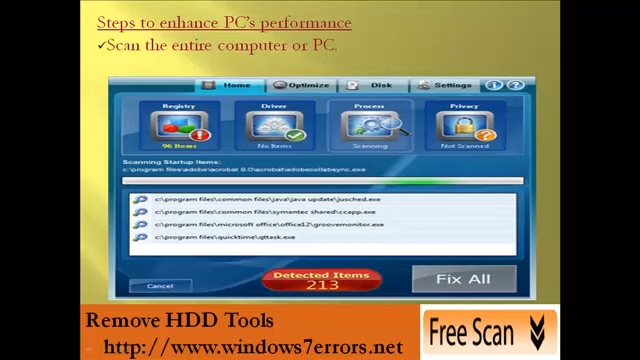 Steps to enhance PC's performance
✓Scan the entire computer or PC.
Home Optimize Disk Settings i ?
Registry Driver Process Privacy
96 Items No Items Scanning Not Scanned
Scanning Startup Items:
c:\program files\adobe\acrobat 8.0\acrobat\adobecollabsync.exe
c:\program files\common files\java\java update\jusched.exe
c:\program files\common files\symantec shared\ccapp.exe
c:\program files\microsoft office\office12\groovemonitor.exe
c:\program files\quicktime\qttask.exe
Cancel
Detected Items
213
Fix All
Remove HDD Tools
http://www.windows7errors.net
Free Scan